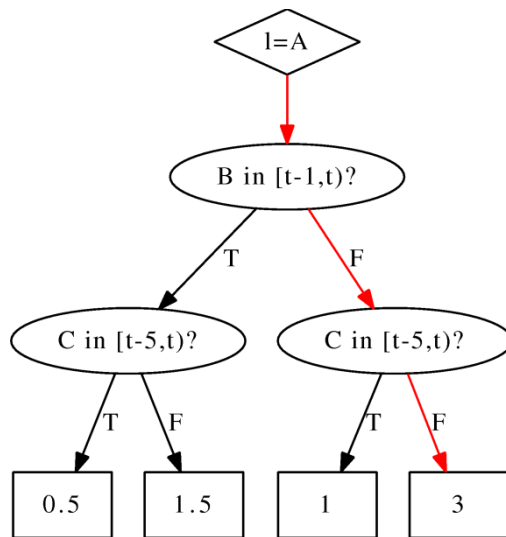 l=A
B in [t-1,t)?
T
F
C in [t-5,t)?
C in [t-5,t)?
T
F
T
F
0.5
1.5
1
3